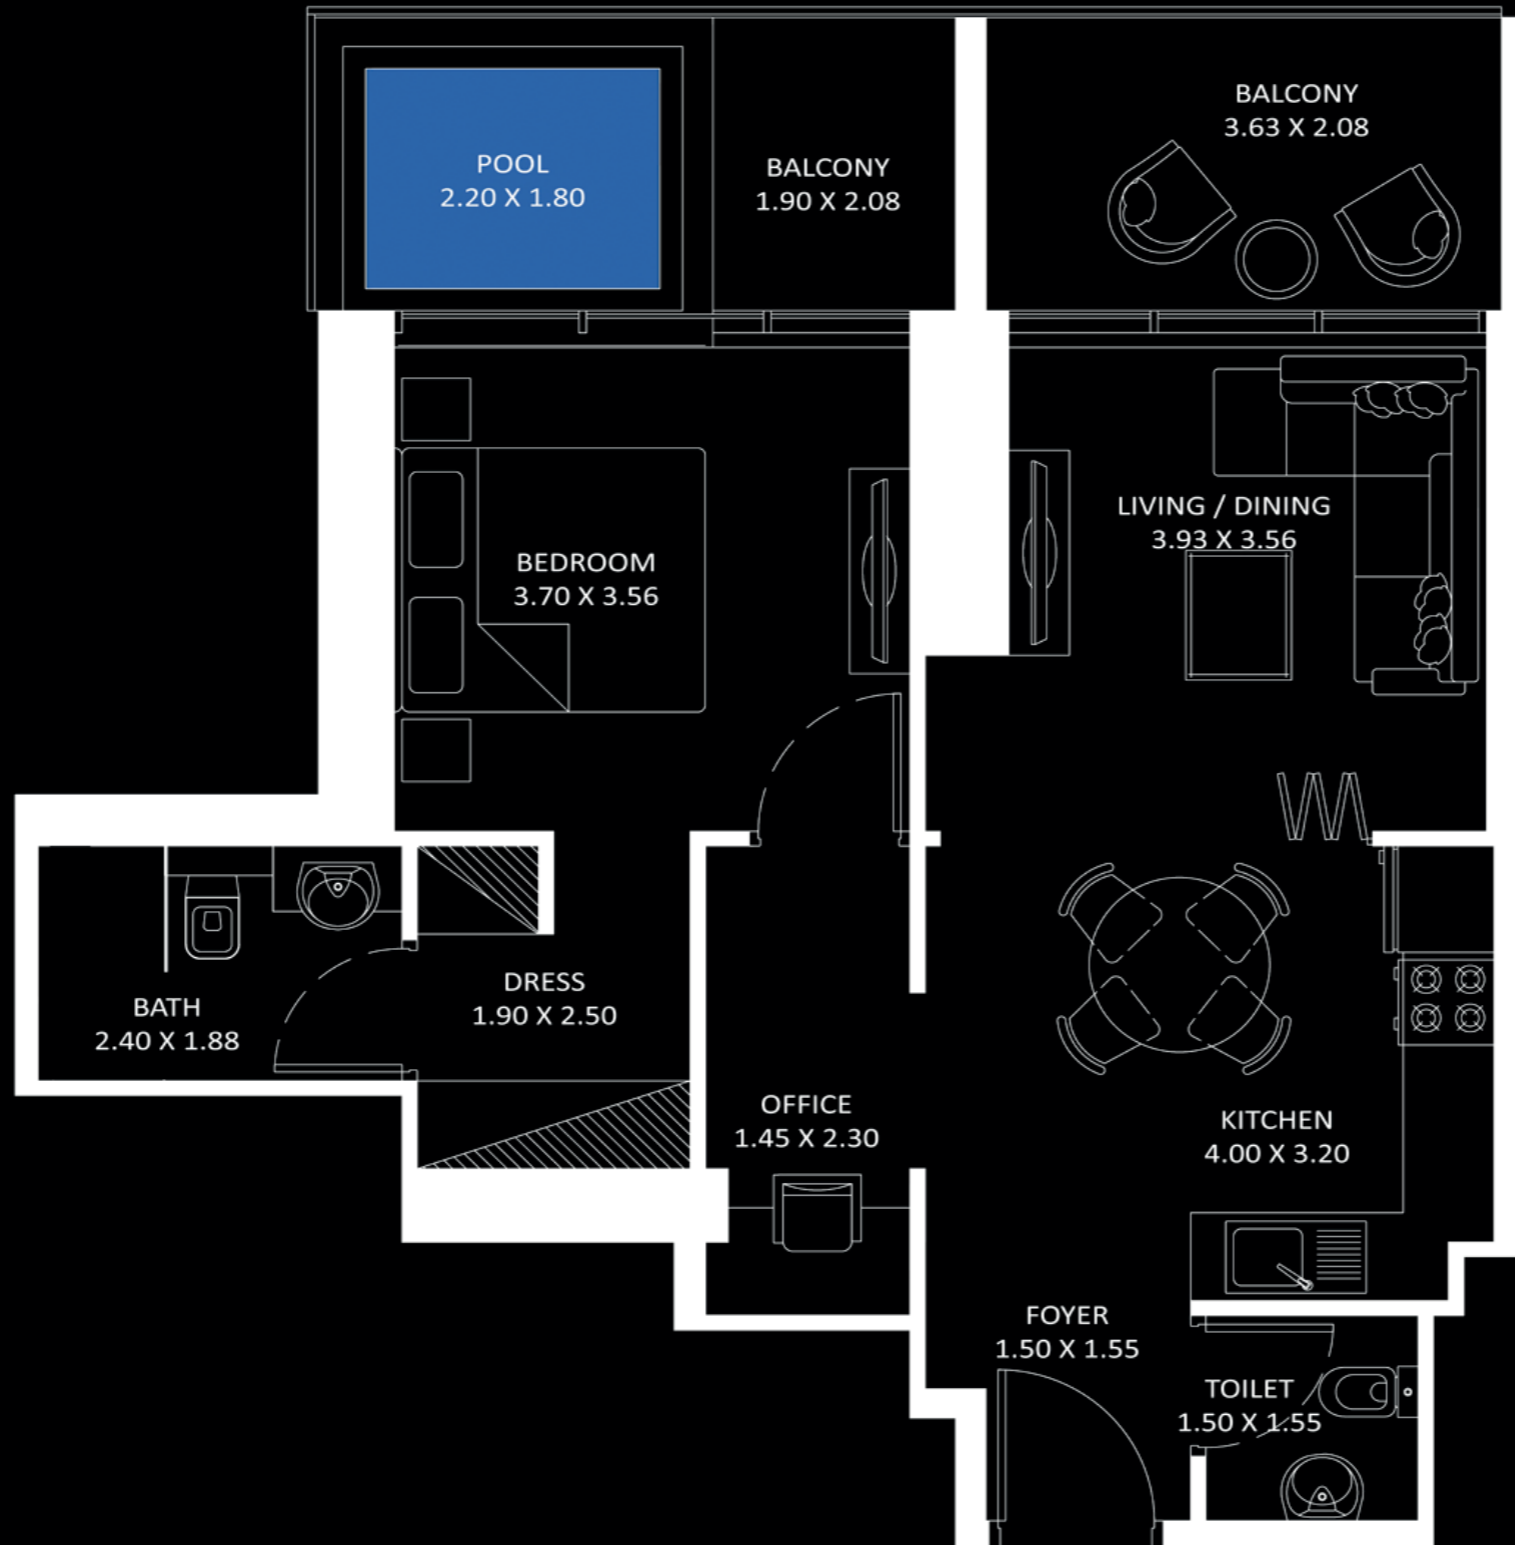 BALCONY
3.63 X 2.08
POOL
2.20 X 1.80
BALCONY
1.90 X 2.08
LIVING / DINING
3.93 X 3.56
BEDROOM
3.70 X 3.56
DRESS
1.90 X 2.50
BATH
2.40 X 1.88
OFFICE
1.45 X 2.30
KITCHEN
4.00 X 3.20
FOYER
1.50 X 1.55
TOILET
1.50 X 1.55